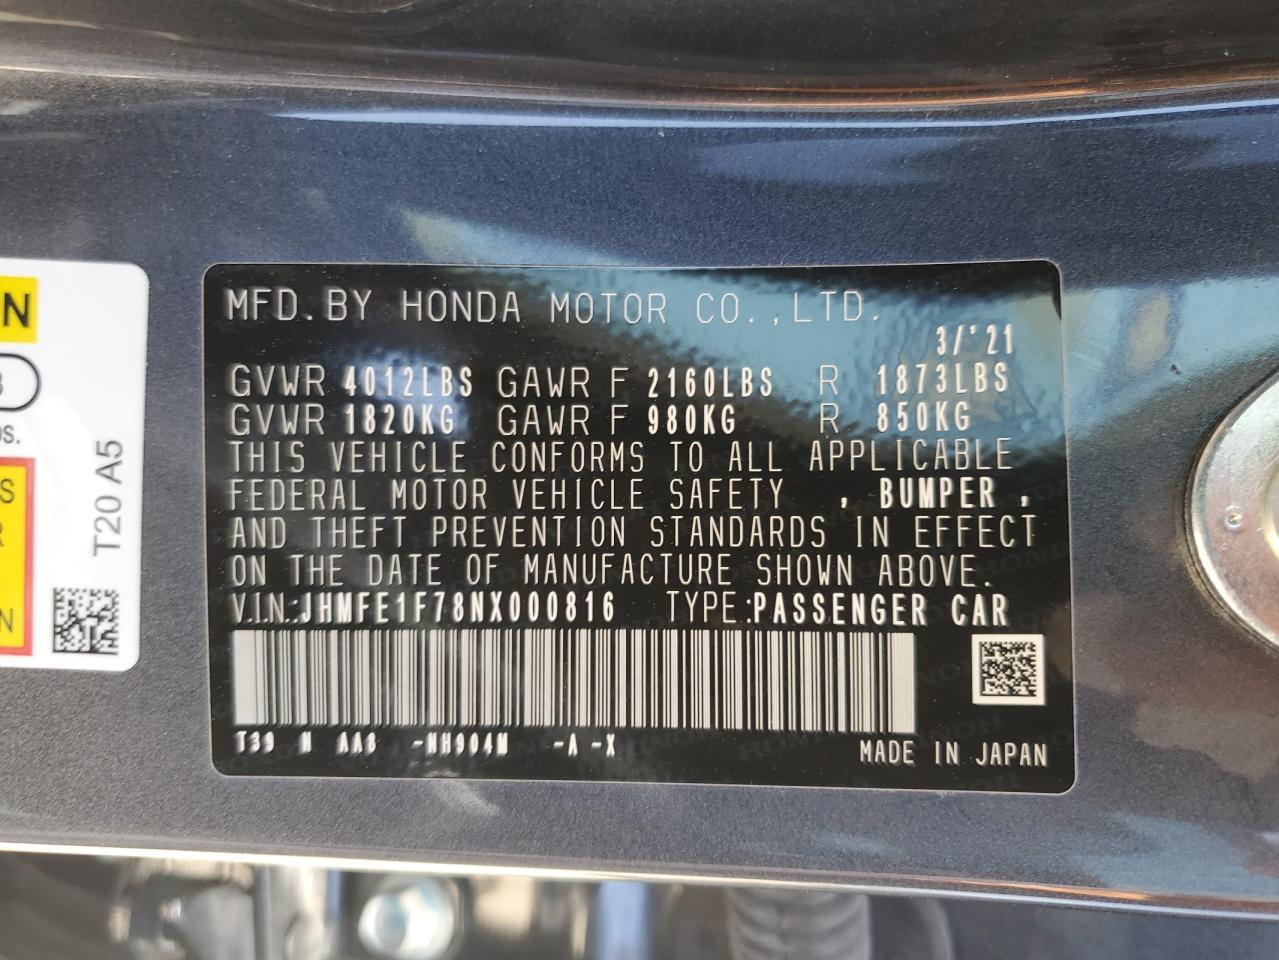 MFD. BY HONDA MOTOR CO., LTD.
3/'21
GVWR 4012LBS GAWR F 2160LBS R 1873LBS
GVWR 1820KG GAWR F 980KG R 850KG
THIS VEHICLE CONFORMS TO ALL APPLICABLE
FEDERAL MOTOR VEHICLE SAFETY , BUMPER ,
AND THEFT PREVENTION STANDARDS IN EFFECT
ON THE DATE OF MANUFACTURE SHOWN ABOVE.
V.I.N.:JHMFE1F78NX000816 TYPE:PASSENGER CAR
T39 N AA8 -NH904M -A -X
MADE IN JAPAN
T20 A5